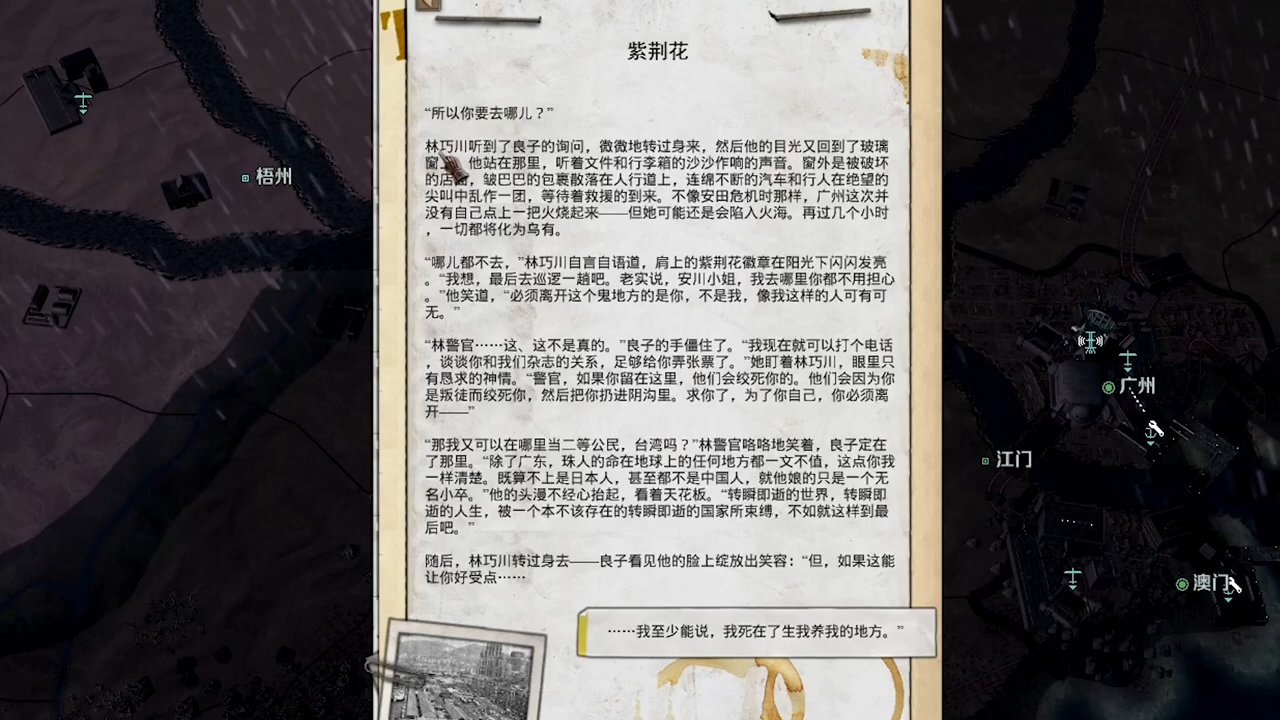 紫荆花
“所以你要去哪儿？”
林巧川听到了良子的询问，微微地转过身来，然后他的目光又回到了玻璃
窗 他站在那里，听着文件和行李箱的沙沙作响的声音。窗外是被破坏
的店 ，皱巴巴的包裹散落在人行道上，连绵不断的汽车和行人在绝望的
尖叫中乱作一团，等待着救援的到来。不像安田危机时那样，广州这次并
没有自己点上一把火烧起来——但她可能还是会陷入火海。再过几个小时
，一切都将化为乌有。
“哪儿都不去，”林巧川自言自语道，肩上的紫荆花徽章在阳光下闪闪发亮
。“我想，最后去巡逻一趟吧。老实说，安川小姐，我去哪里你都不用担心
。”他笑道，“必须离开这个鬼地方的是你，不是我，像我这样的人可有可
无。”
“林警官……这、这不是真的。”良子的手僵住了。“我现在就可以打个电话
，谈谈你和我们杂志的关系，足够给你弄张票了。”她盯着林巧川，眼里只
有恳求的神情。“警官，如果你留在这里，他们会绞死你的。他们会因为你
是叛徒而绞死你，然后把你扔进阴沟里。求你了，为了你自己，你必须离
开——”
“那我又可以在哪里当二等公民，台湾吗？”林警官咯咯地笑着，良子定在
了那里。“除了广东，珠人的命在地球上的任何地方都一文不值，这点你我
一样清楚。既算不上是日本人，甚至都不是中国人，就他娘的只是一个无
名小卒。”他的头漫不经心抬起，看着天花板。“转瞬即逝的世界，转瞬即
逝的人生，被一个本不该存在的转瞬即逝的国家所束缚，不如就这样到最
后吧。”
随后，林巧川转过身去——良子看见他的脸上绽放出笑容：“但，如果这能
让你好受点……
……我至少能说，我死在了生我养我的地方。”
梧州
广州
江门
澳门